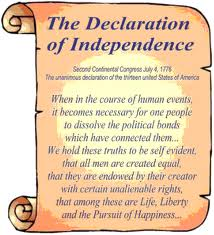 The Declaration
of Independence
Second Continental Congress July 4, 1776
The unanimous declaration of the thirteen united States of America
When in the course of human events,
it becomes necessary for one people
to dissolve the political bonds
which have connected them...
We hold these truths to be self evident,
that all men are created equal,
that they are endowed by their creator
with certain unalienable rights,
that among these are Life, Liberty
and the Pursuit of Happiness...